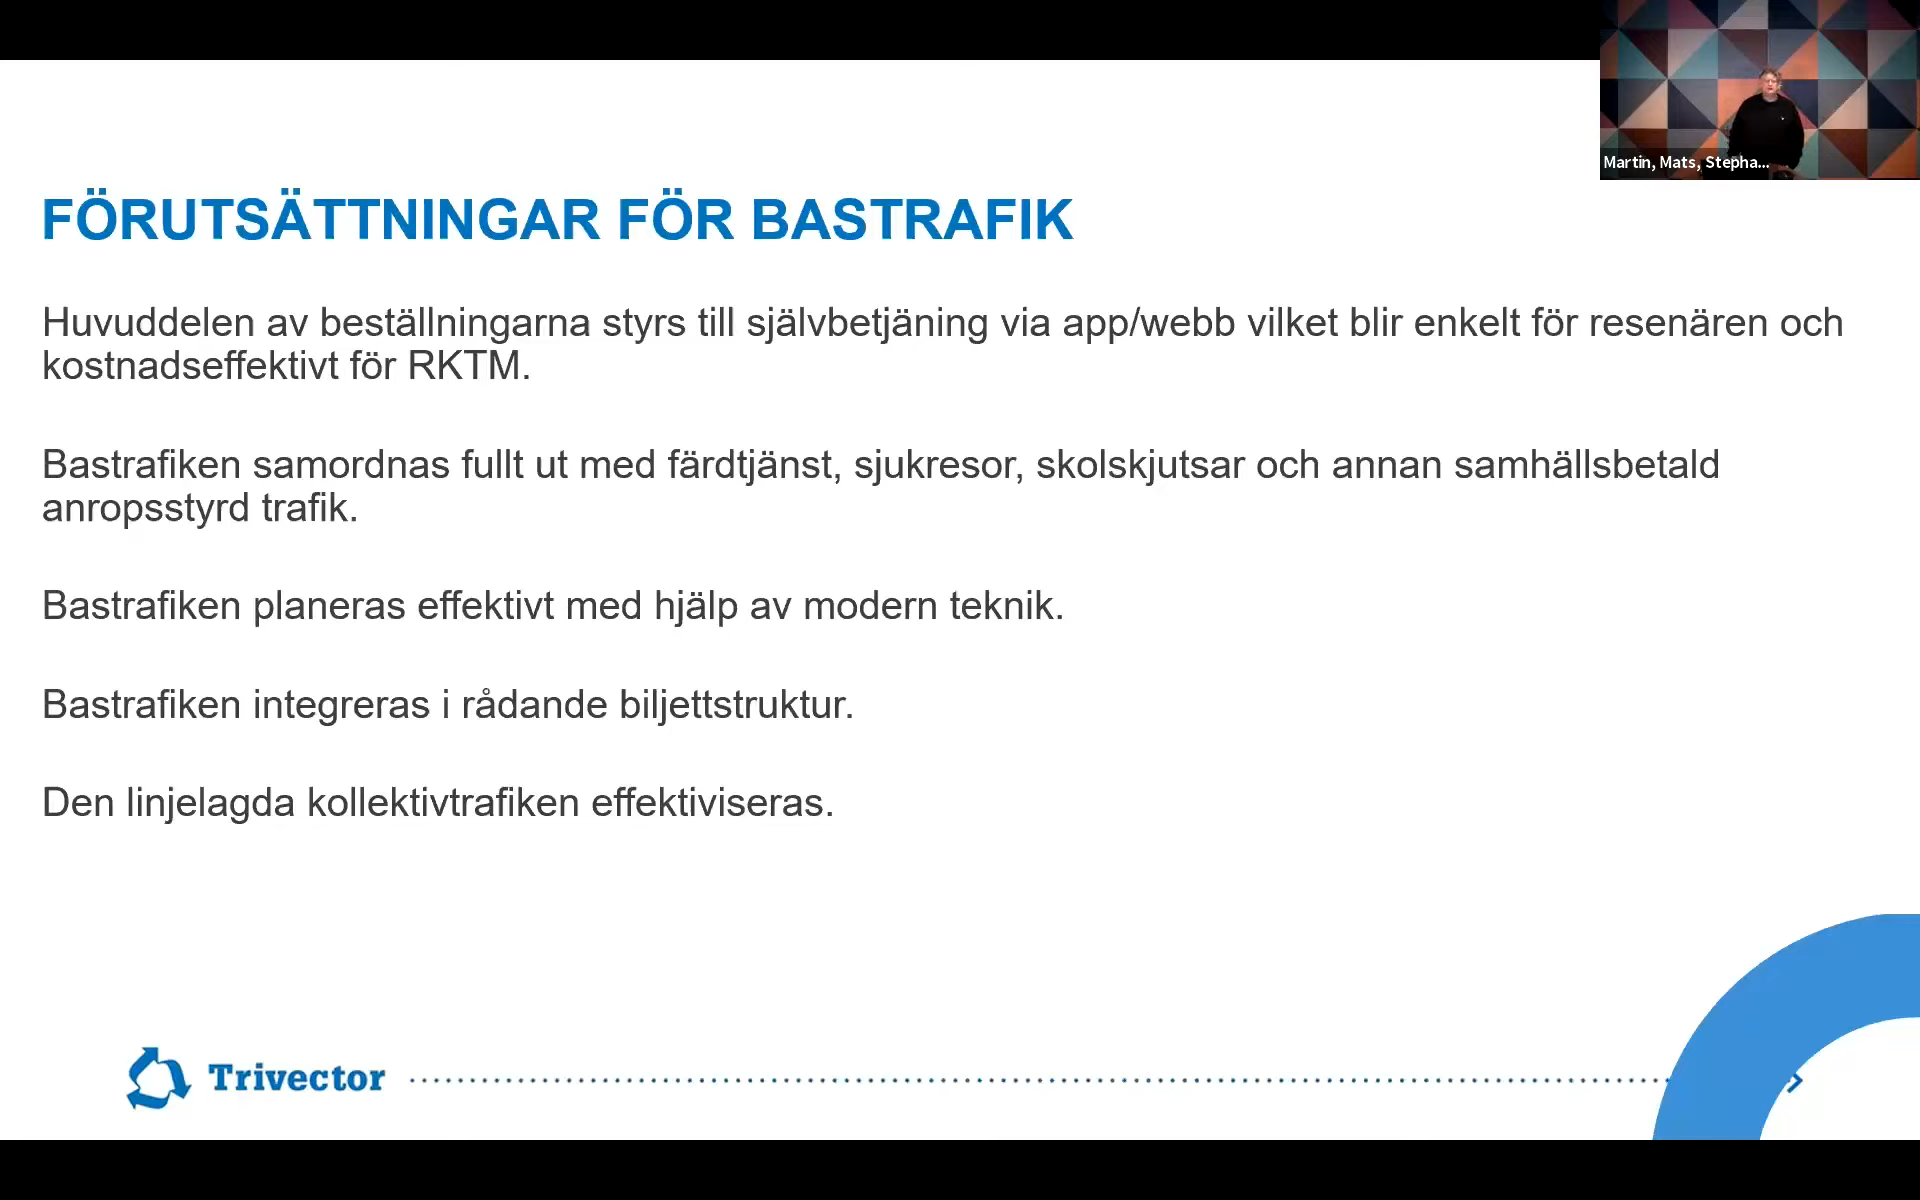 Martin, Mats, Stepha...
FÖRUTSÄTTNINGAR FÖR BASTRAFIK
Huvuddelen av beställningarna styrs till självbetjäning via app/webb vilket blir enkelt för resenären och
kostnadseffektivt för RKTM.
Bastrafiken samordnas fullt ut med färdtjänst, sjukresor, skolskjutsar och annan samhällsbetald
anropsstyrd trafik.
Bastrafiken planeras effektivt med hjälp av modern teknik.
Bastrafiken integreras i rådande biljettstruktur.
Den linjelagda kollektivtrafiken effektiviseras.
Trivector